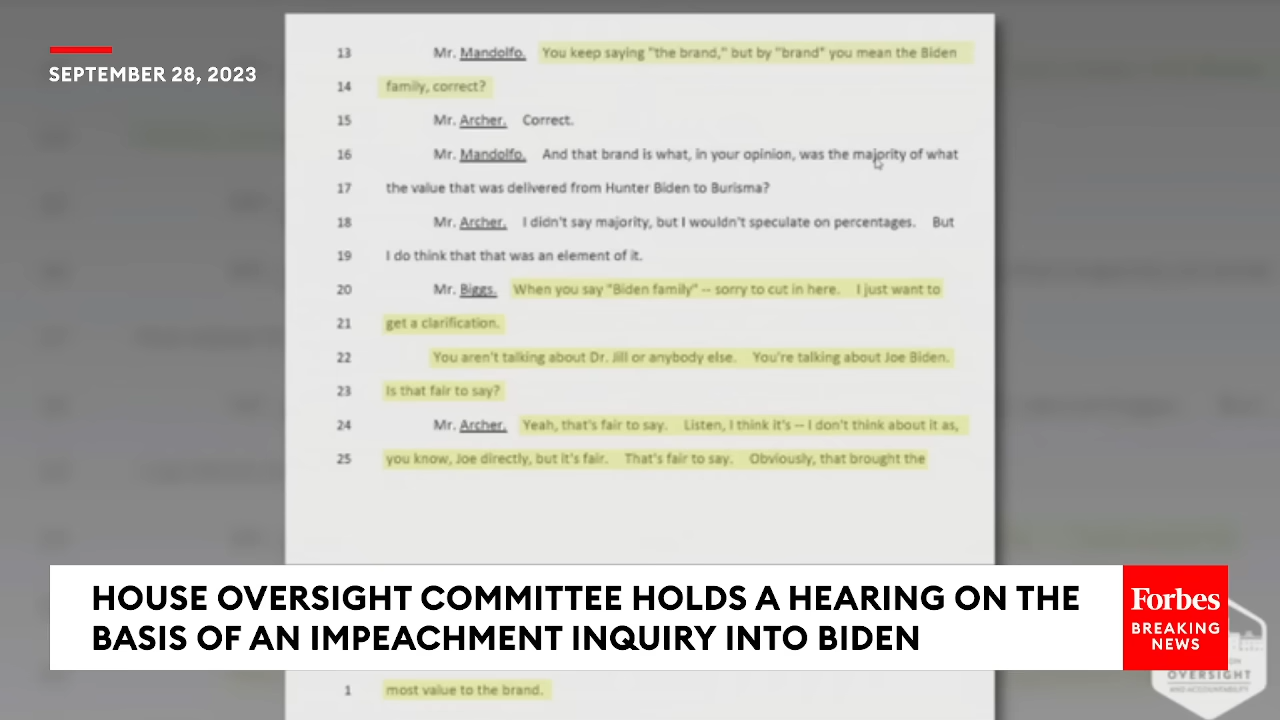 SEPTEMBER 28, 2023
13 Mr. Mandolfo. You keep saying "the brand," but by "brand" you mean the Biden
14 family, correct?
15 Mr. Archer. Correct.
16 Mr. Mandolfo. And that brand is what, in your opinion, was the majority of what
17 the value that was delivered from Hunter Biden to Burisma?
18 Mr. Archer. I didn't say majority, but I wouldn't speculate on percentages. But
19 I do think that that was an element of it.
20 Mr. Biggs. When you say "Biden family" -- sorry to cut in here. I just want to
21 get a clarification.
22 You aren't talking about Dr. Jill or anybody else. You're talking about Joe Biden.
23 Is that fair to say?
24 Mr. Archer. Yeah, that's fair to say. Listen, I think it's -- I don't think about it as,
25 you know, Joe directly, but it's fair. That's fair to say. Obviously, that brought the
HOUSE OVERSIGHT COMMITTEE HOLDS A HEARING ON THE
BASIS OF AN IMPEACHMENT INQUIRY INTO BIDEN
Forbes
BREAKING
NEWS
OVERSIGHT
AND ACCOUNTABILITY
1 most value to the brand.